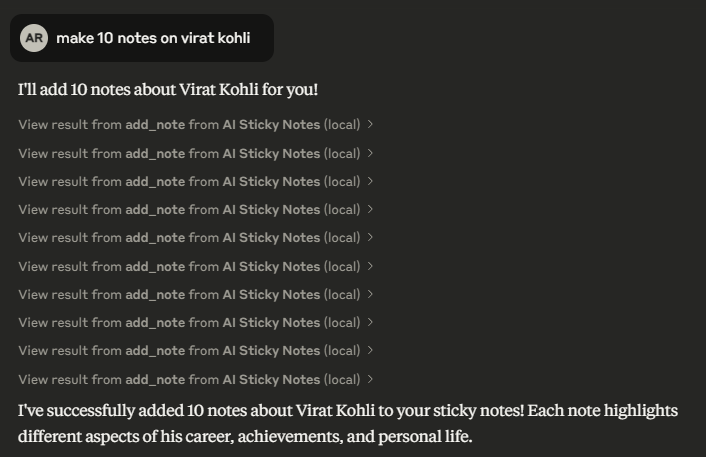 AR make 10 notes on virat kohli
I'll add 10 notes about Virat Kohli for you!
View result from add_note from AI Sticky Notes (local)
View result from add_note from AI Sticky Notes (local)
View result from add_note from AI Sticky Notes (local)
View result from add_note from AI Sticky Notes (local)
View result from add_note from AI Sticky Notes (local)
View result from add_note from AI Sticky Notes (local)
View result from add_note from AI Sticky Notes (local)
View result from add_note from AI Sticky Notes (local)
View result from add_note from AI Sticky Notes (local)
View result from add_note from AI Sticky Notes (local)
I've successfully added 10 notes about Virat Kohli to your sticky notes! Each note highlights
different aspects of his career, achievements, and personal life.